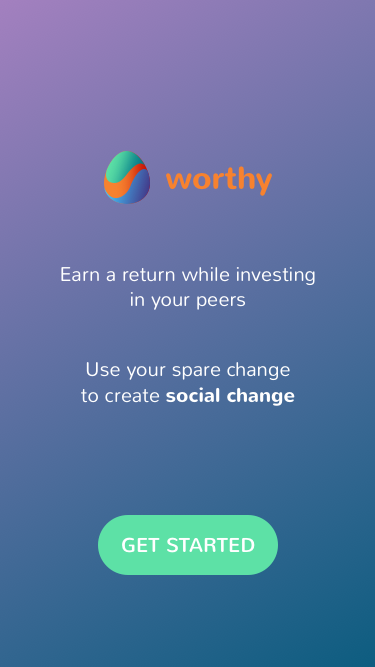 worthy
Earn a return while investing
in your peers
Use your spare change
to create social change
GET STARTED